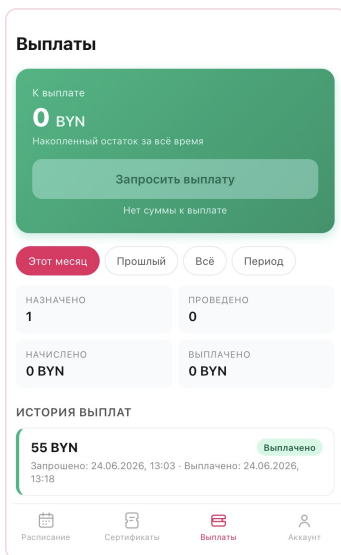 Выплаты
К выплате
0 BYN
Накопленный остаток за всё время
Запросить выплату
Нет суммы к выплате
Этот месяц
Прошлый
Всё
Период
НАЗНАЧЕНО
1
ПРОВЕДЕНО
0
НАЧИСЛЕНО
0 BYN
ВЫПЛАЧЕНО
0 BYN
ИСТОРИЯ ВЫПЛАТ
55 BYN
Выплачено
Запрошено: 24.06.2026, 13:03 · Выплачено: 24.06.2026,
13:18
Расписание
Сертификаты
Выплаты
Аккаунт